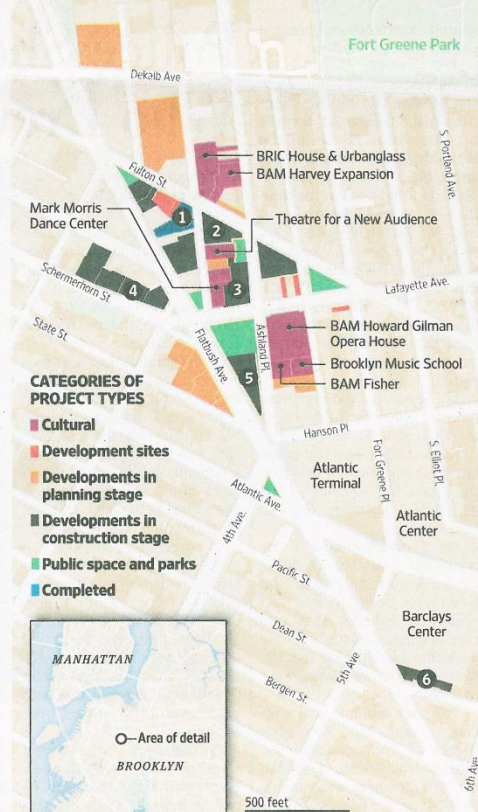 Fort Greene Park
Dekalb Ave
S. Portland Ave.
Fulton St
BRIC House & Urbanglass
BAM Harvey Expansion
Mark Morris
Dance Center
1
2
Theatre for a New Audience
3
4
Schermerhorn St
Lafayette Ave.
State St.
Flatbush Ave.
Ashland Pl.
BAM Howard Gilman
Opera House
Brooklyn Music School
BAM Fisher
5
CATEGORIES OF
PROJECT TYPES
Cultural
Development sites
Developments in
planning stage
Developments in
construction stage
Public space and parks
Completed
Hanson Pl
Atlantic
Terminal
Fort Greene Pl.
S. Elliot Pl.
Atlantic Ave.
4th Ave.
Atlantic
Center
Pacific St.
Dean St.
Barclays
Center
5th Ave
Bergen St.
6
6th Ave
MANHATTAN
Area of detail
BROOKLYN
500 feet